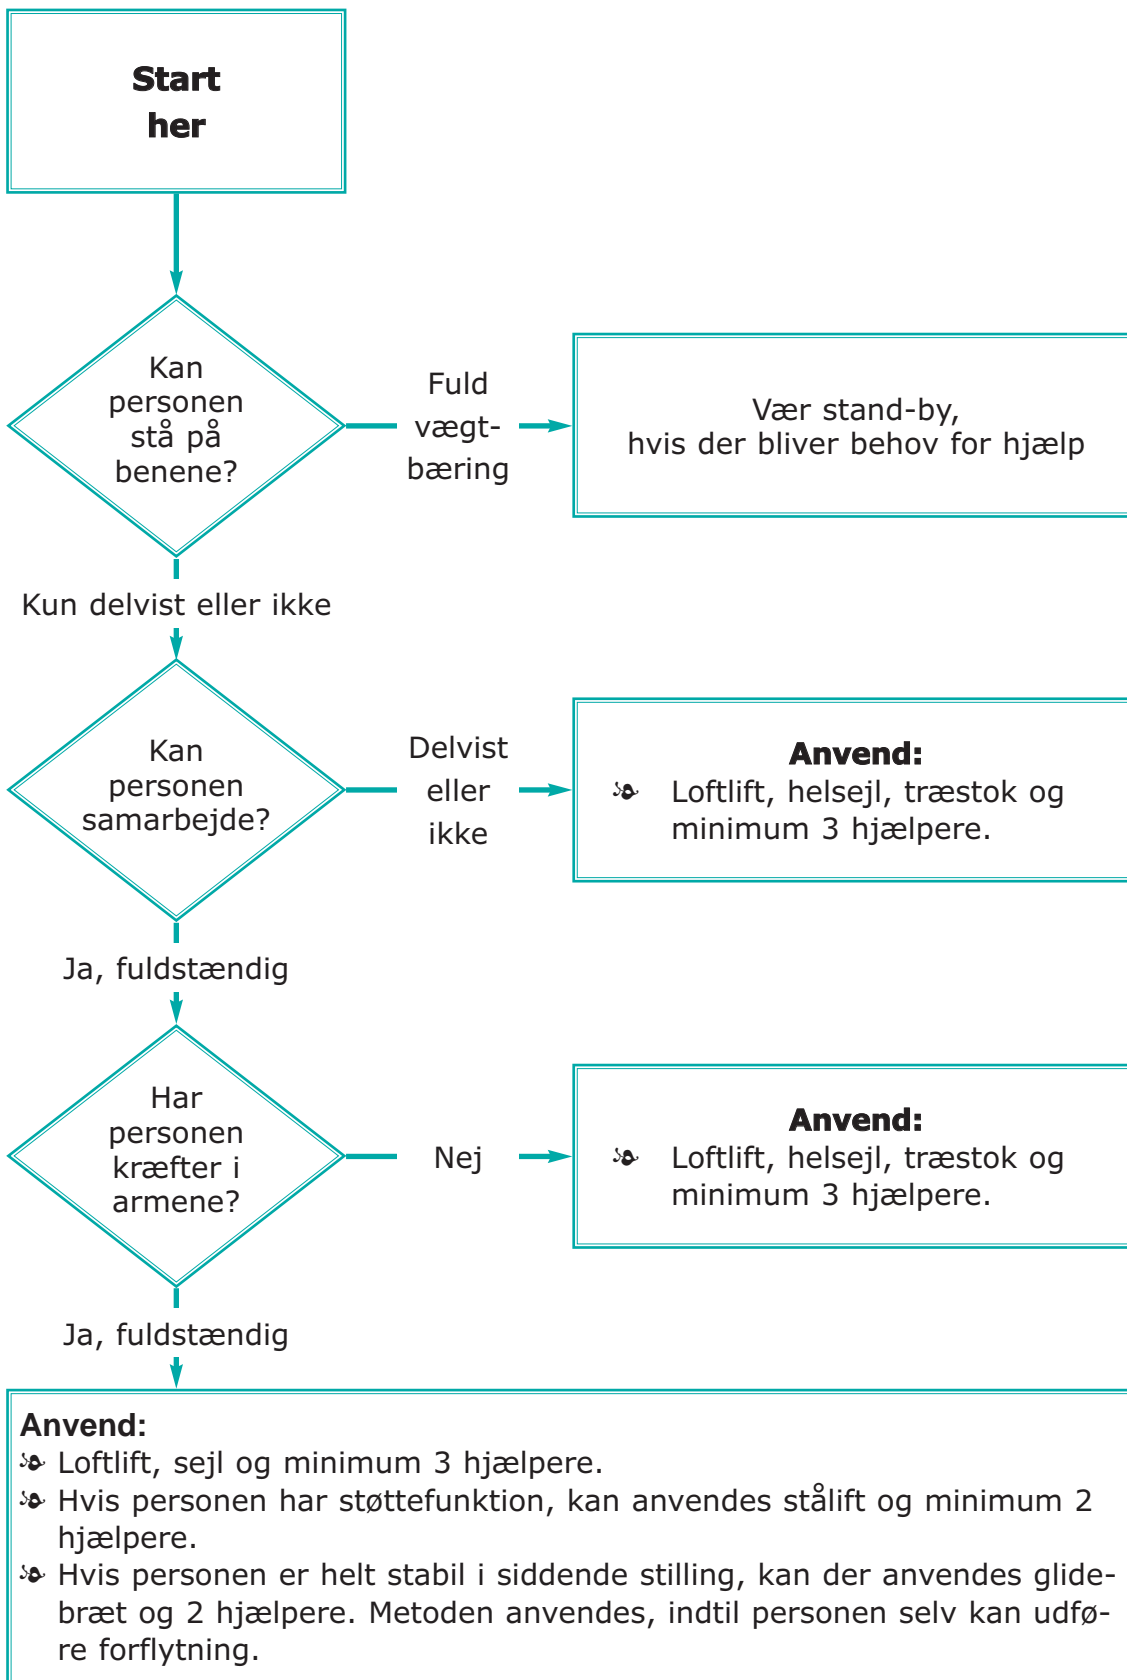 Start
her
Kan
personen
stå på
benene?
Fuld
vægt-
bæring
Vær stand-by,
hvis der bliver behov for hjælp
Kun delvist eller ikke
Kan
personen
samarbejde?
Delvist
eller
ikke
Anvend:
Loftlift, helsejl, træstok og
minimum 3 hjælpere.
Ja, fuldstændig
Har
personen
kræfter i
armene?
Nej
Anvend:
Loftlift, helsejl, træstok og
minimum 3 hjælpere.
Ja, fuldstændig
Anvend:
Loftlift, sejl og minimum 3 hjælpere.
Hvis personen har støttefunktion, kan anvendes stålift og minimum 2
hjælpere.
Hvis personen er helt stabil i siddende stilling, kan der anvendes glide-
bræt og 2 hjælpere. Metoden anvendes, indtil personen selv kan udfø-
re forflytning.